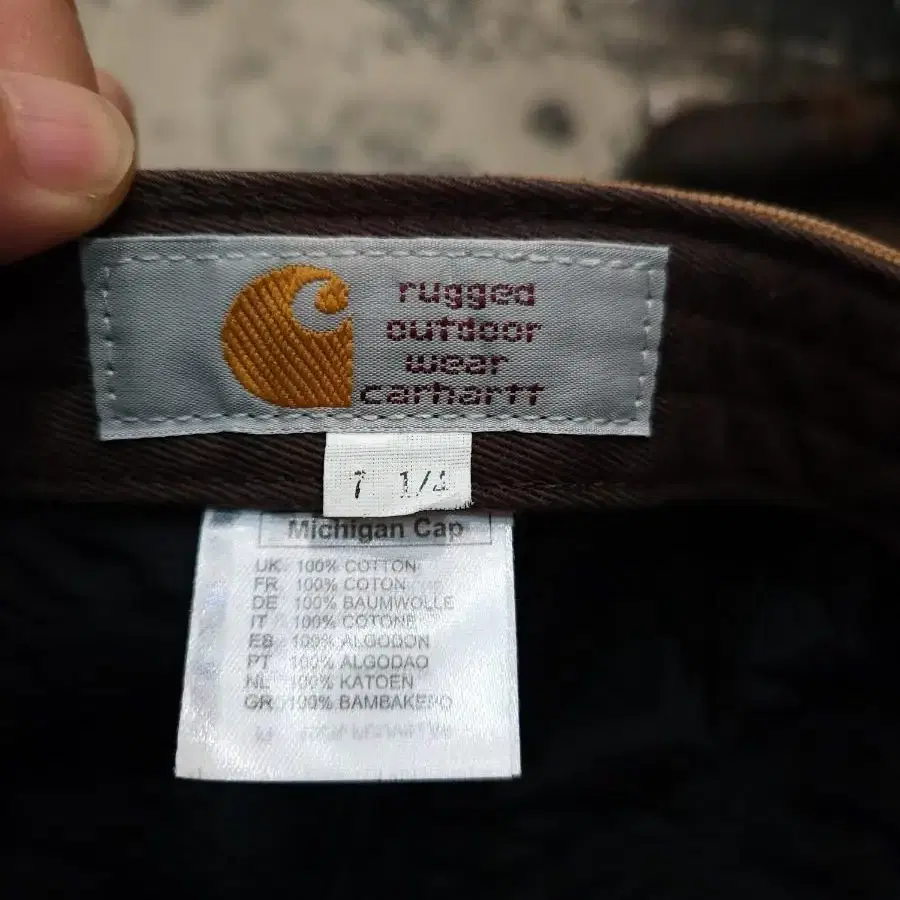 rugged
outdoor
wear
carhartt
7 1/4
Michigan Cap
UK 100% COTTON
FR 100% COTON
DE 100% BAUMWOLLE
IT 100% COTONE
ES 100% ALGODON
PT 100% ALGODAO
NL 100% KATOEN
GR 100% BAMBAKEPO